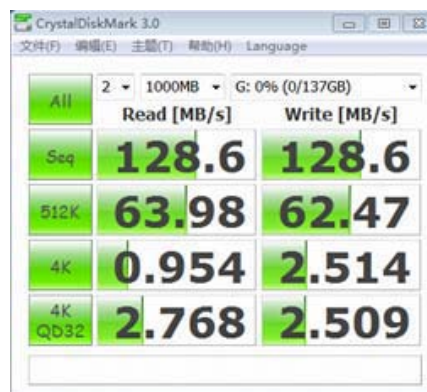 CrystalDiskMark 3.0
文件(F) 编辑(E) 主题(T) 帮助(H) Language
All 2 1000MB G: 0% (0/137GB)
Read [MB/s] Write [MB/s]
Seq 128.6 128.6
512K 63.98 62.47
4K 0.954 2.514
4K QD32 2.768 2.509